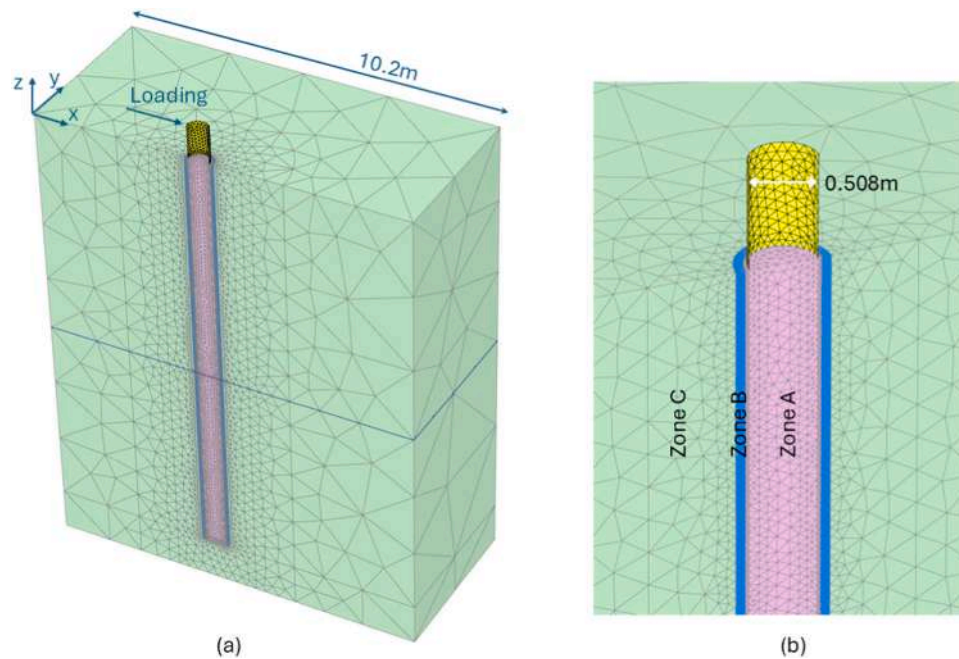 10.2m
z
y
x
Loading
(a)
0.508m
Zone C
Zone B
Zone A
(b)